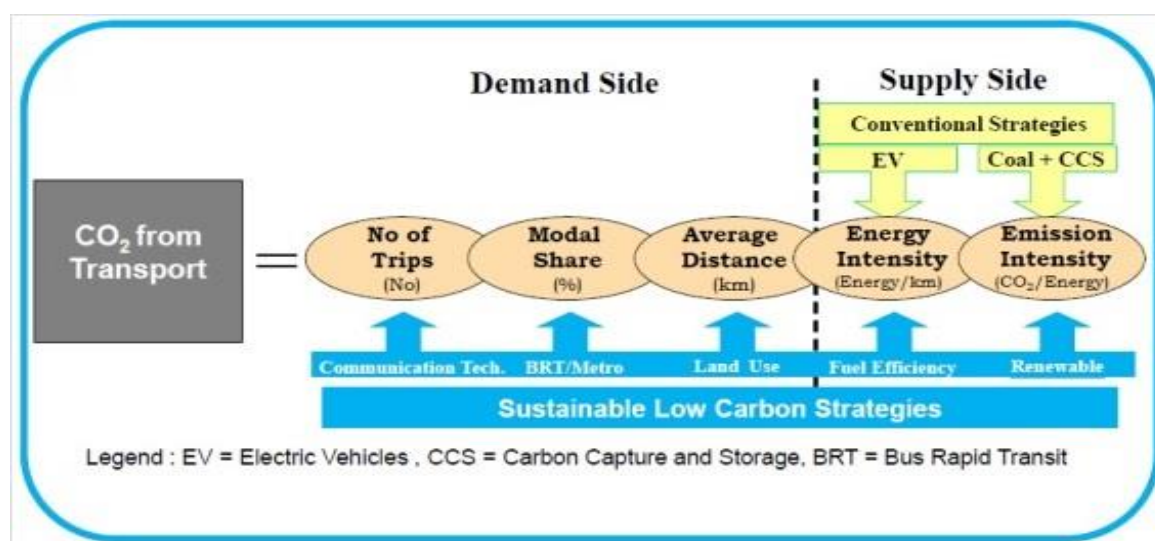 Demand Side
Supply Side
Conventional Strategies
EV
Coal + CCS
CO₂ from
Transport
=
No of
Trips
(No)
Modal
Share
(%)
Average
Distance
(km)
Energy
Intensity
(Energy/km)
Emission
Intensity
(CO₂/Energy)
Communication Tech.
BRT/Metro
Land Use
Fuel Efficiency
Renewable
Sustainable Low Carbon Strategies
Legend : EV = Electric Vehicles , CCS = Carbon Capture and Storage, BRT = Bus Rapid Transit